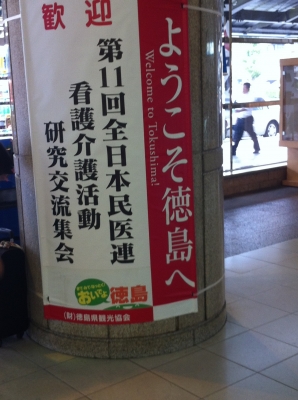 歓迎
ようこそ徳島へ
Welcome to Tokushima!
第11回全日本民医連
看護介護活動
研究交流集会
おいでよ徳島
(財)徳島県観光協会